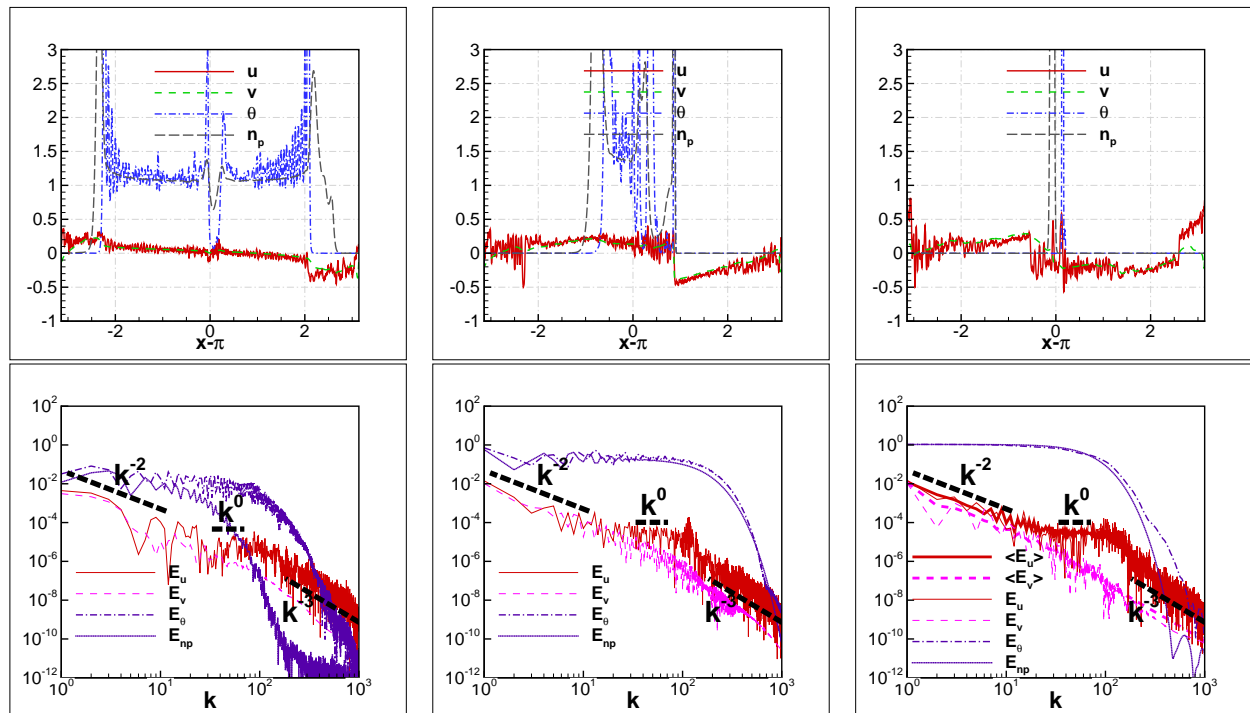 3
2.5
2
1.5
1
0.5
0
-0.5
-1
-2 0 2
x-π
u
v
θ
n_p
3
2.5
2
1.5
1
0.5
0
-0.5
-1
-2 0 2
x-π
u
v
θ
n_p
3
2.5
2
1.5
1
0.5
0
-0.5
-1
-2 0 2
x-π
u
v
θ
n_p
10^2
10^0
10^-2
10^-4
10^-6
10^-8
10^-10
10^-12
10^0 10^1 10^2 10^3
k
k^-2
k^0
k^-3
E_u
E_v
E_θ
E_np
10^2
10^0
10^-2
10^-4
10^-6
10^-8
10^-10
10^-12
10^0 10^1 10^2 10^3
k
k^-2
k^0
k^-3
E_u
E_v
E_θ
E_np
10^2
10^0
10^-2
10^-4
10^-6
10^-8
10^-10
10^-12
10^0 10^1 10^2 10^3
k
k^-2
k^0
k^-3
<E_u>
<E_v>
E_u
E_v
E_θ
E_np